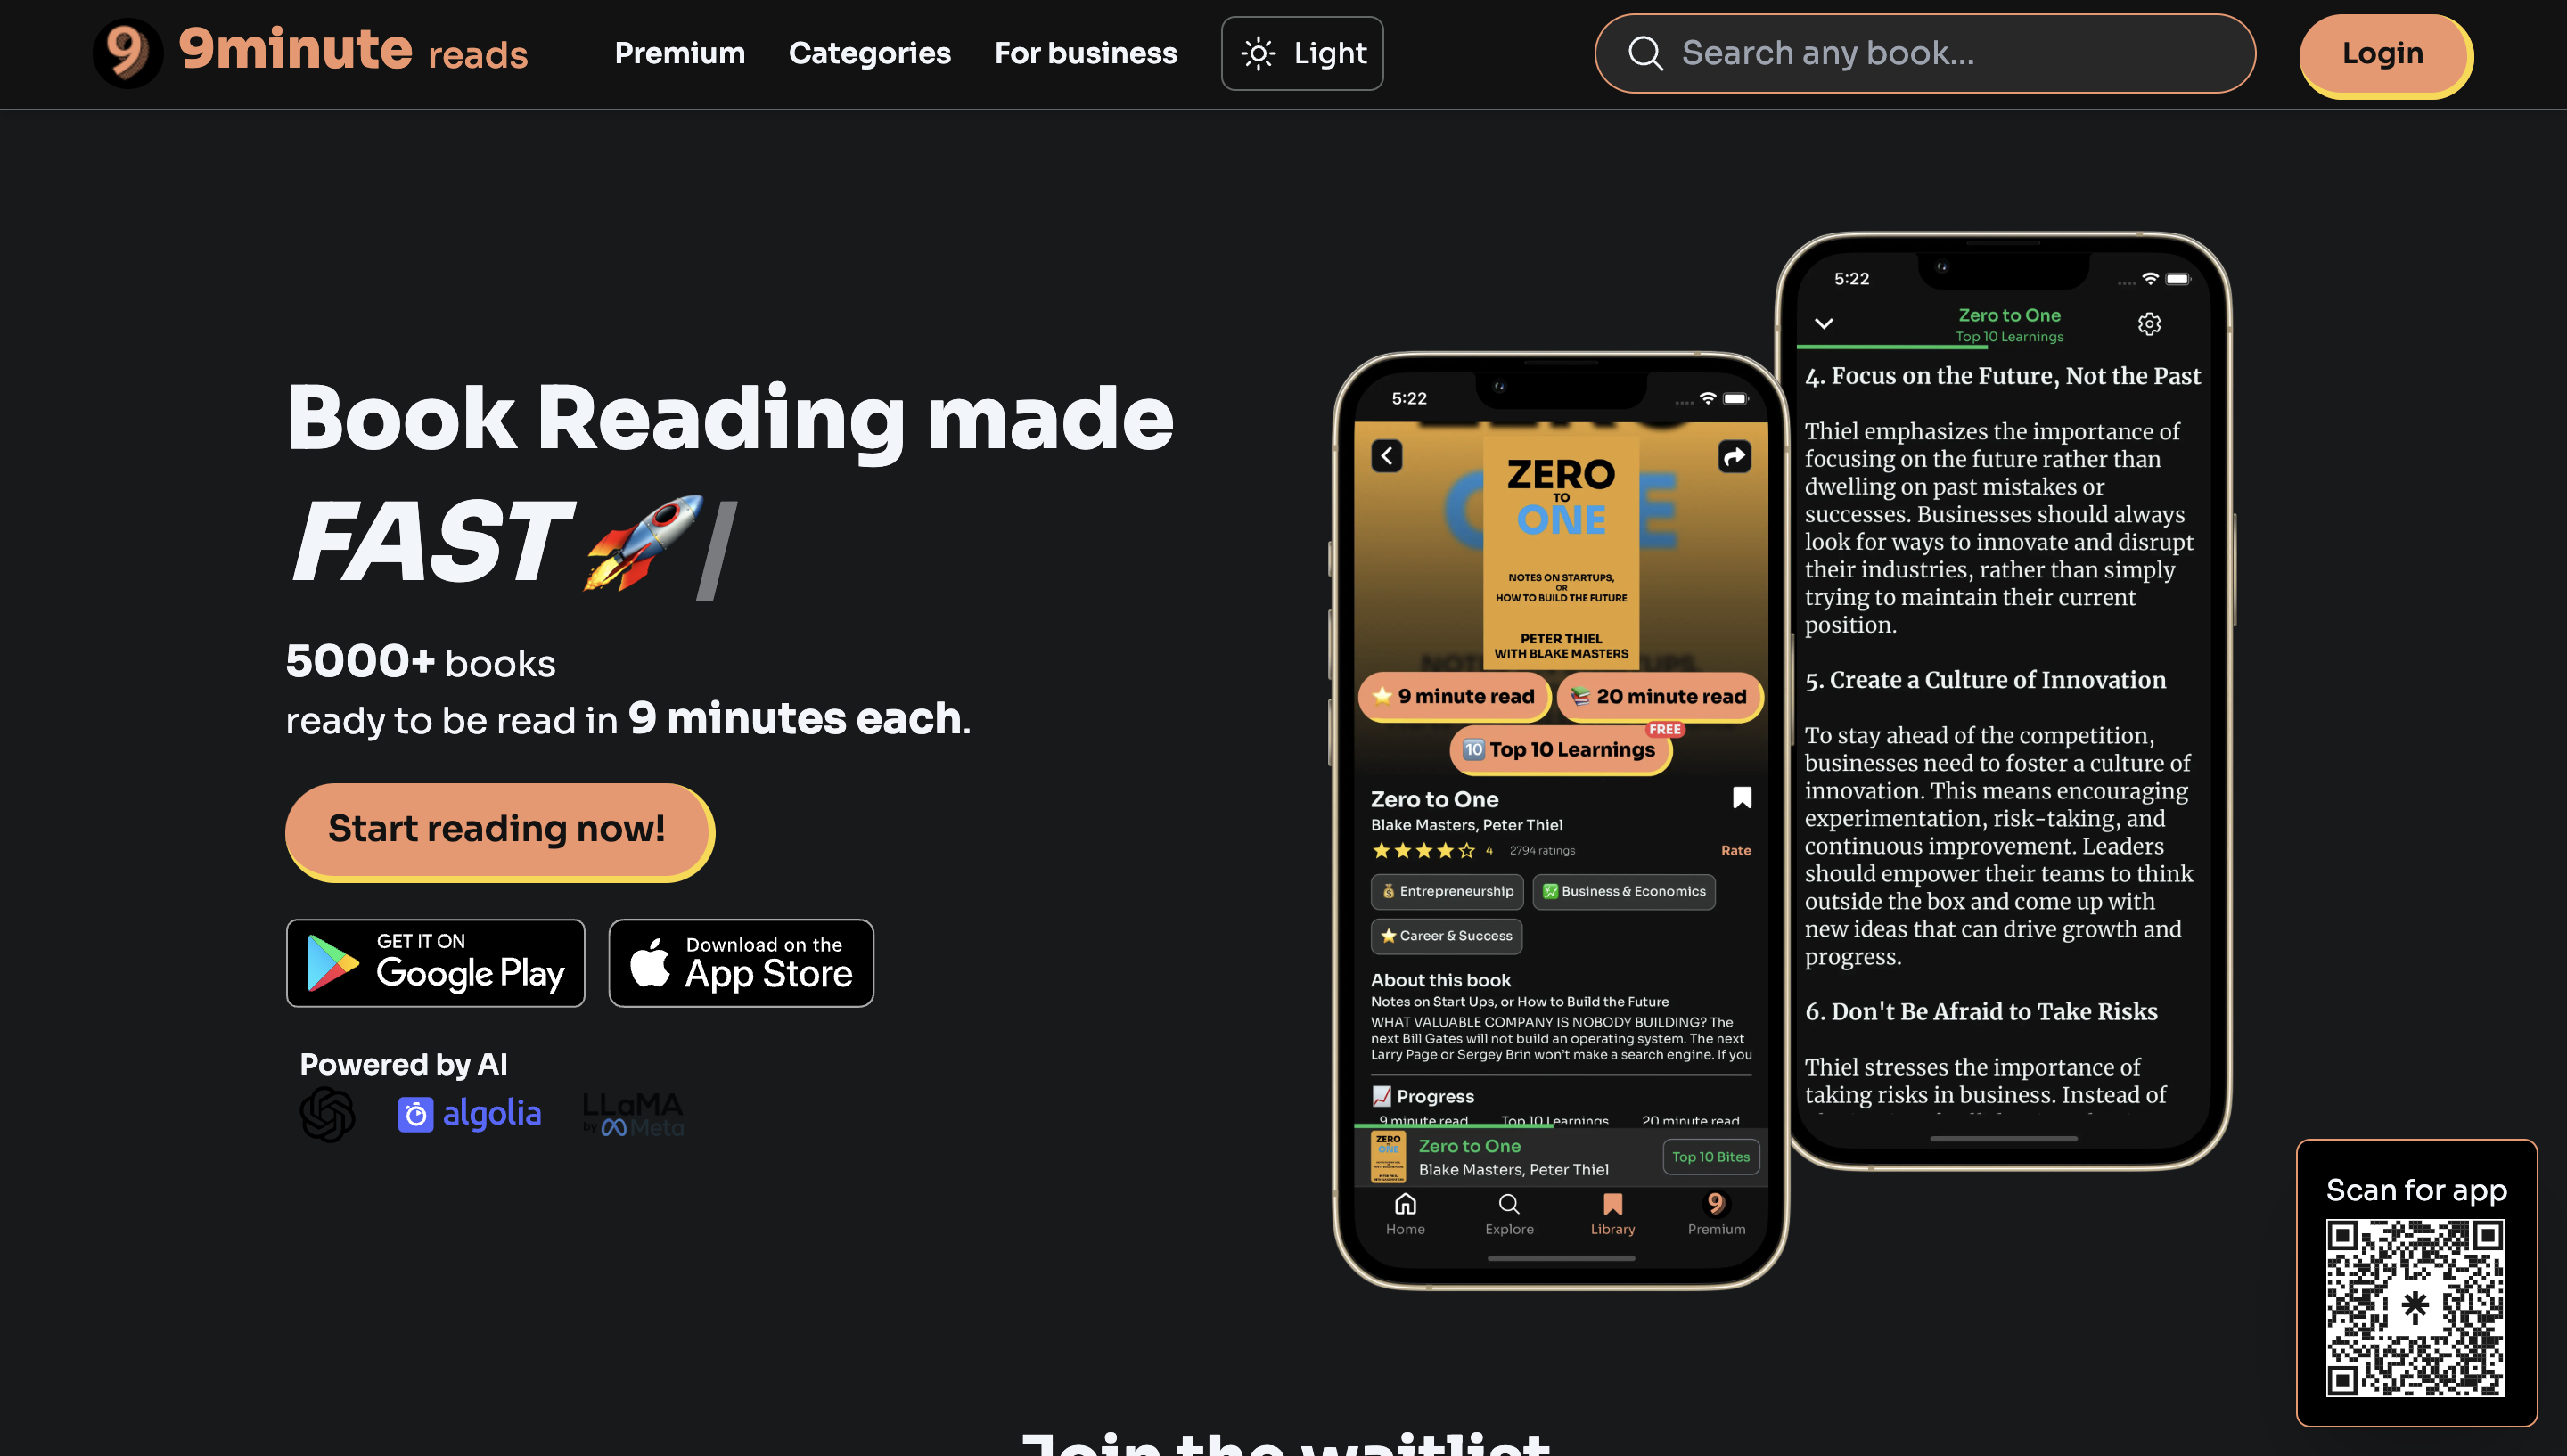 9minute reads
Premium
Categories
For business
Light
Search any book...
Login
Book Reading made
FAST 🚀|
5000+ books
ready to be read in 9 minutes each.
Start reading now!
GET IT ON
Google Play
Download on the
App Store
Powered by AI
algolia
LLaMA
by Meta
5:22
ZERO
TO
ONE
NOTES ON STARTUPS,
OR
HOW TO BUILD THE FUTURE
PETER THIEL
WITH BLAKE MASTERS
⭐ 9 minute read
📚 20 minute read
FREE
🔟 Top 10 Learnings
Zero to One
Blake Masters, Peter Thiel
4
2794 ratings
Rate
💰 Entrepreneurship
💹 Business & Economics
⭐ Career & Success
About this book
Notes on Start Ups, or How to Build the Future
WHAT VALUABLE COMPANY IS NOBODY BUILDING? The
next Bill Gates will not build an operating system. The next
Larry Page or Sergey Brin won't make a search engine. If you
📈 Progress
9 minute read
Top 10 Learnings
20 minute read
ZERO
ONE
Zero to One
Blake Masters, Peter Thiel
Top 10 Bites
Home
Explore
Library
Premium
5:22
Zero to One
Top 10 Learnings
4. Focus on the Future, Not the Past
Thiel emphasizes the importance of
focusing on the future rather than
dwelling on past mistakes or
successes. Businesses should always
look for ways to innovate and disrupt
their industries, rather than simply
trying to maintain their current
position.
5. Create a Culture of Innovation
To stay ahead of the competition,
businesses need to foster a culture of
innovation. This means encouraging
experimentation, risk-taking, and
continuous improvement. Leaders
should empower their teams to think
outside the box and come up with
new ideas that can drive growth and
progress.
6. Don't Be Afraid to Take Risks
Thiel stresses the importance of
taking risks in business. Instead of
Scan for app
Join the waitlist